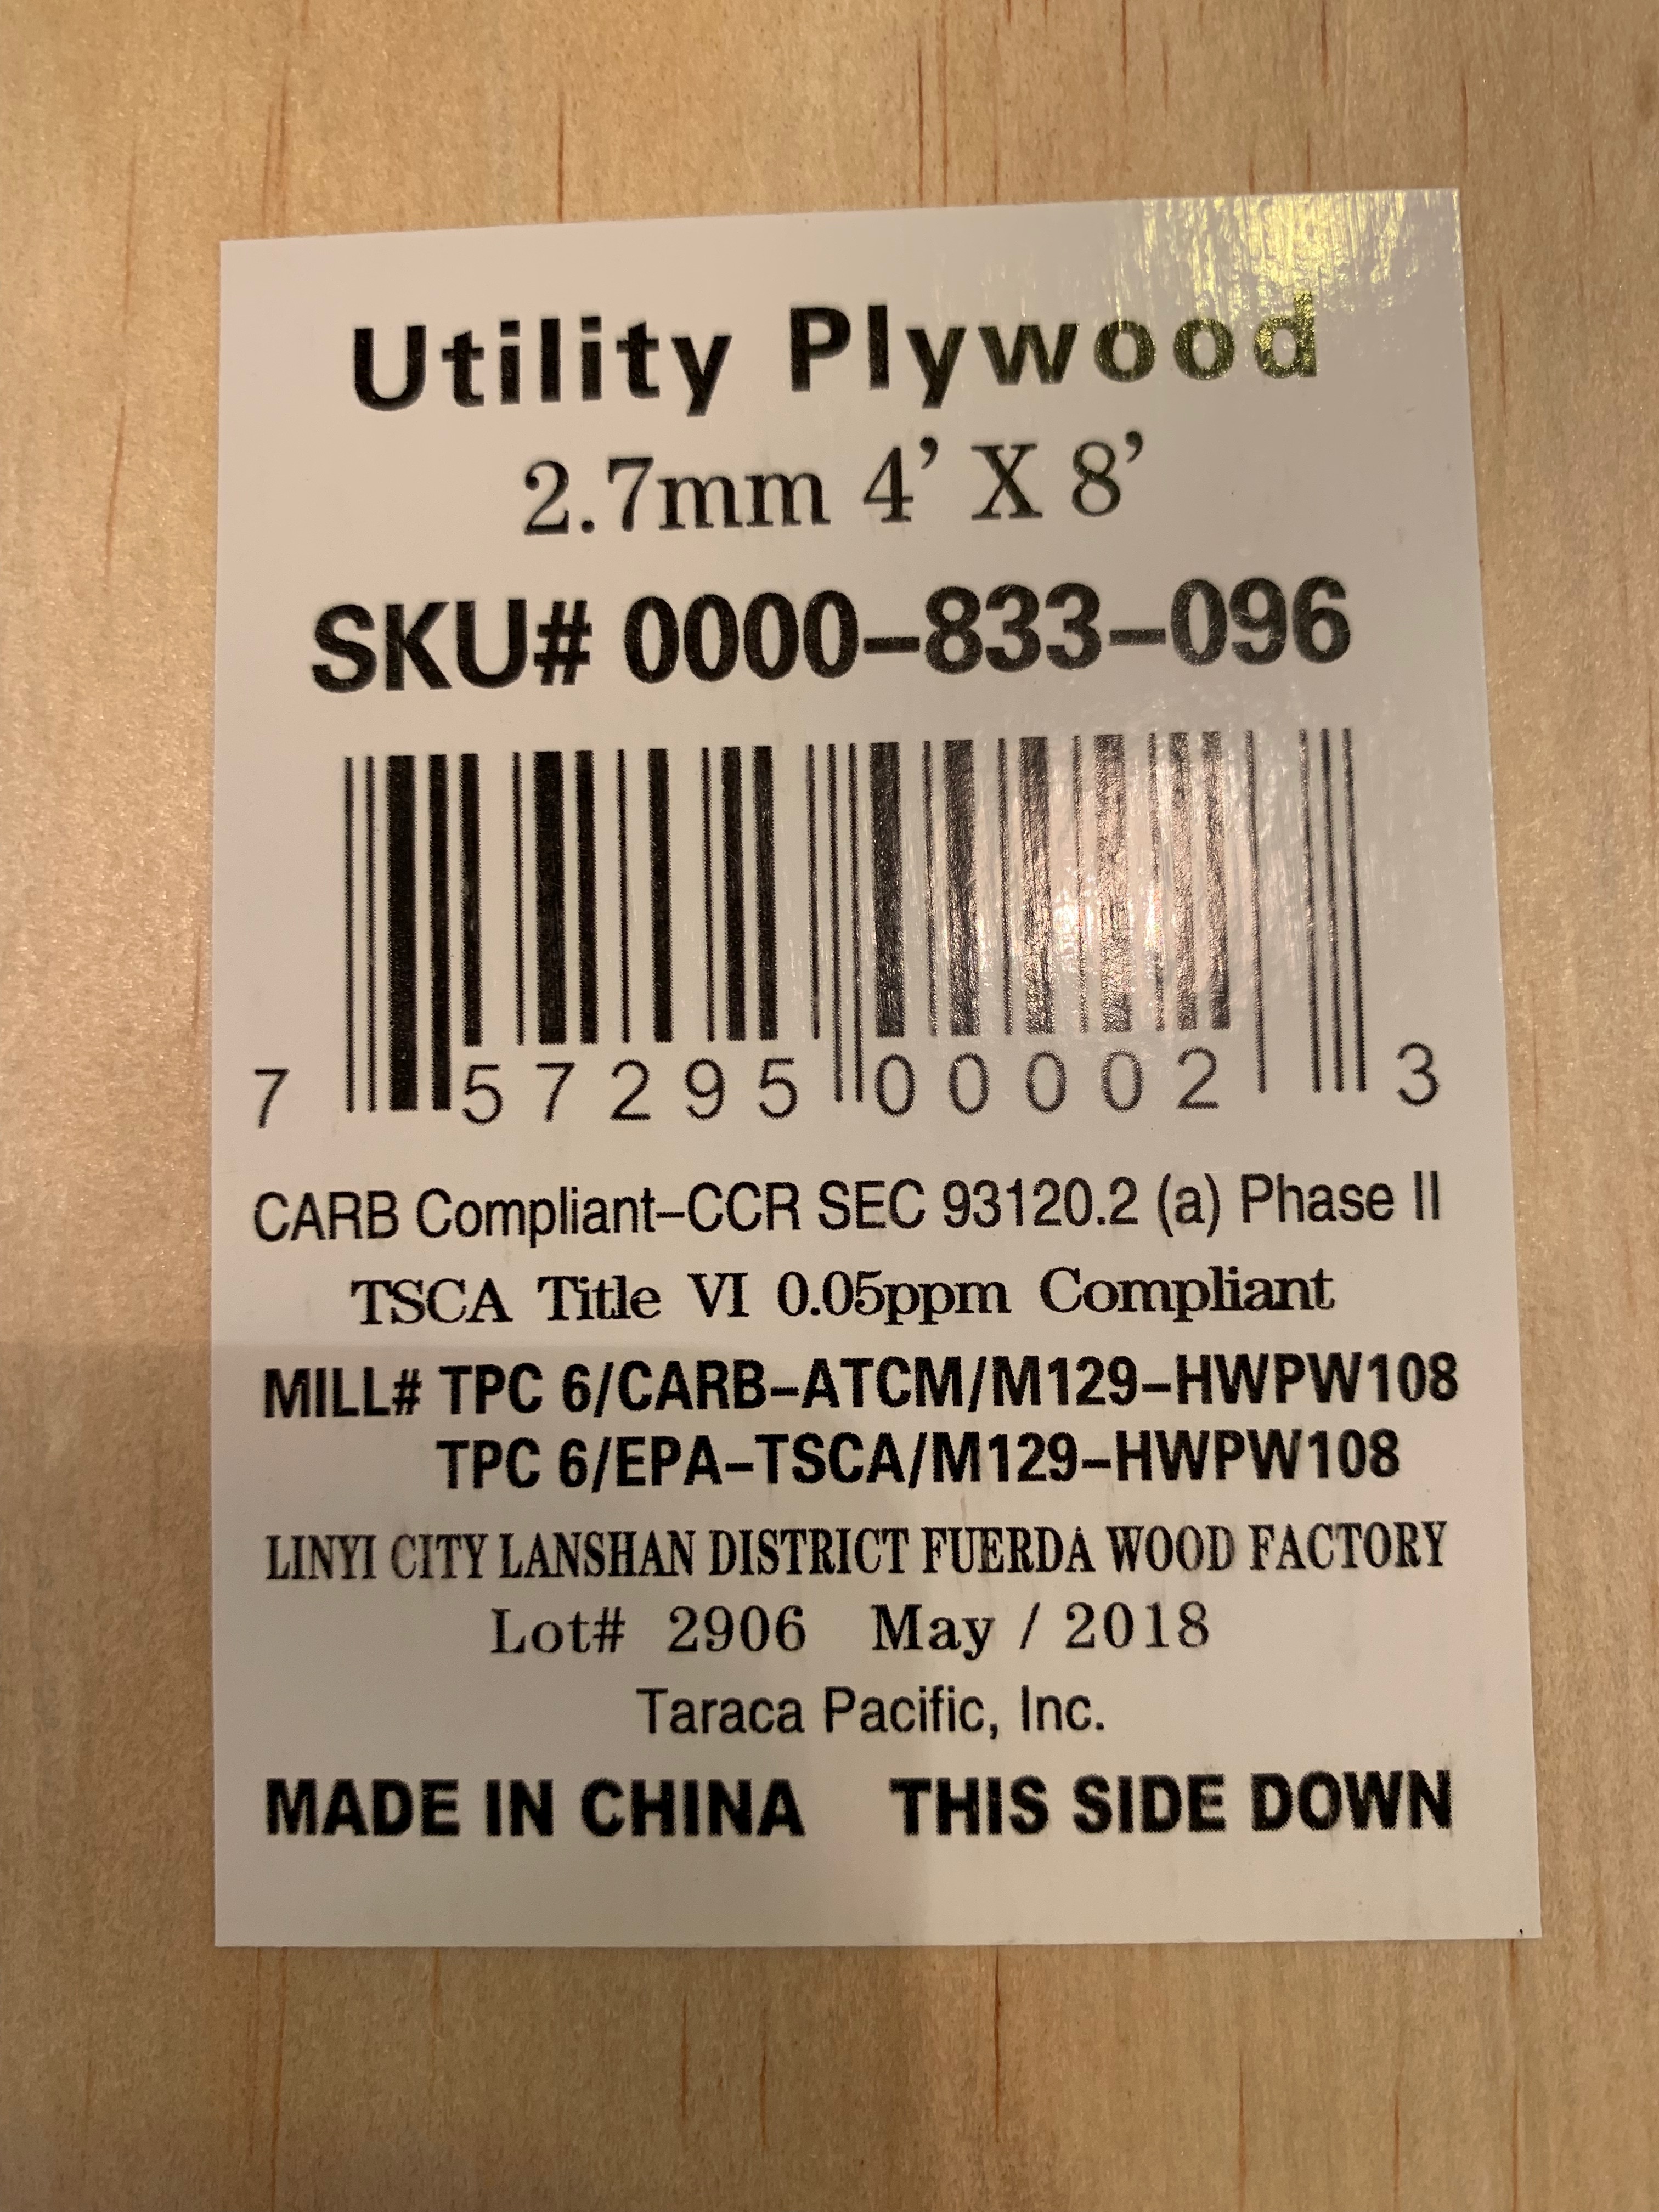 Utility Plywood
2.7mm 4’ X 8’
SKU# 0000–833–096
7 57295 00002 3
CARB Compliant–CCR SEC 93120.2 (a) Phase II
TSCA Title VI 0.05ppm Compliant
MILL# TPC 6/CARB–ATCM/M129–HWPW108
TPC 6/EPA–TSCA/M129–HWPW108
LINYI CITY LANSHAN DISTRICT FUERDA WOOD FACTORY
Lot# 2906 May / 2018
Taraca Pacific, Inc.
MADE IN CHINA THIS SIDE DOWN